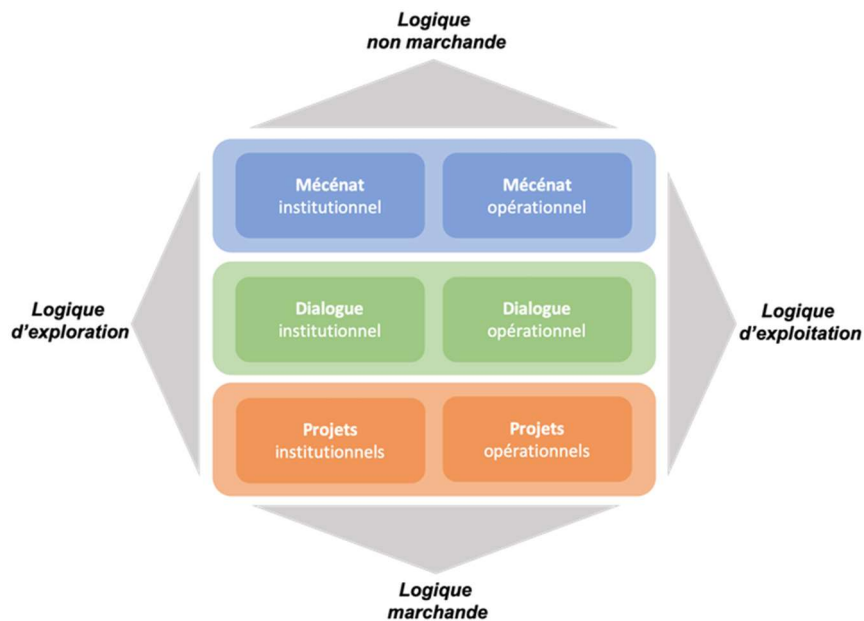 Logique
non marchande
Mécénat
institutionnel
Mécénat
opérationnel
Logique
d'exploration
Dialogue
institutionnel
Dialogue
opérationnel
Logique
d'exploitation
Projets
institutionnels
Projets
opérationnels
Logique
marchande